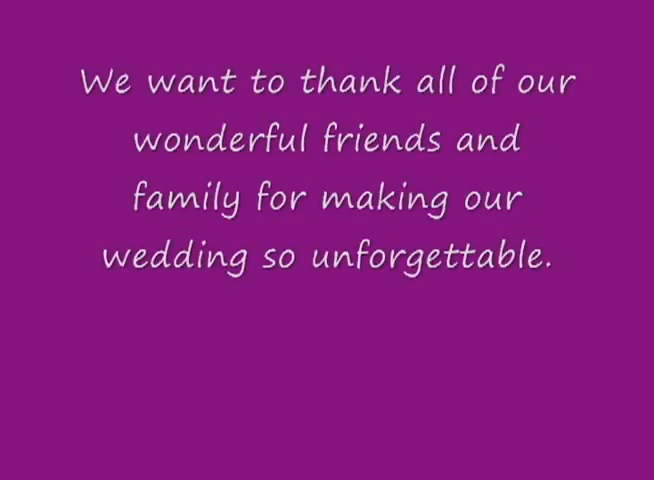 We want to thank all of our
wonderful friends and
family for making our
wedding so unforgettable.